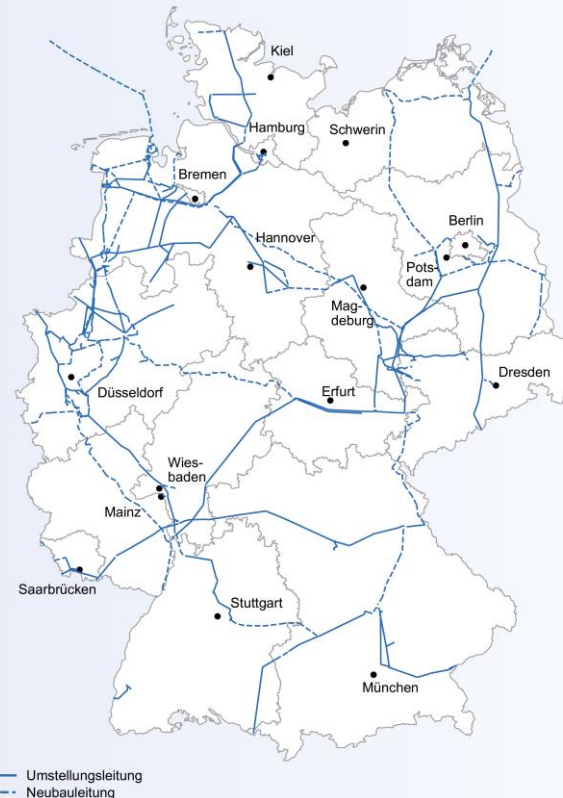 Kiel
Hamburg
Schwerin
Bremen
Berlin
Hannover
Pots-
dam
Mag-
deburg
Düsseldorf
Erfurt
Dresden
Wies-
baden
Mainz
Saarbrücken
Stuttgart
München
Umstellungsleitung
Neubauleitung